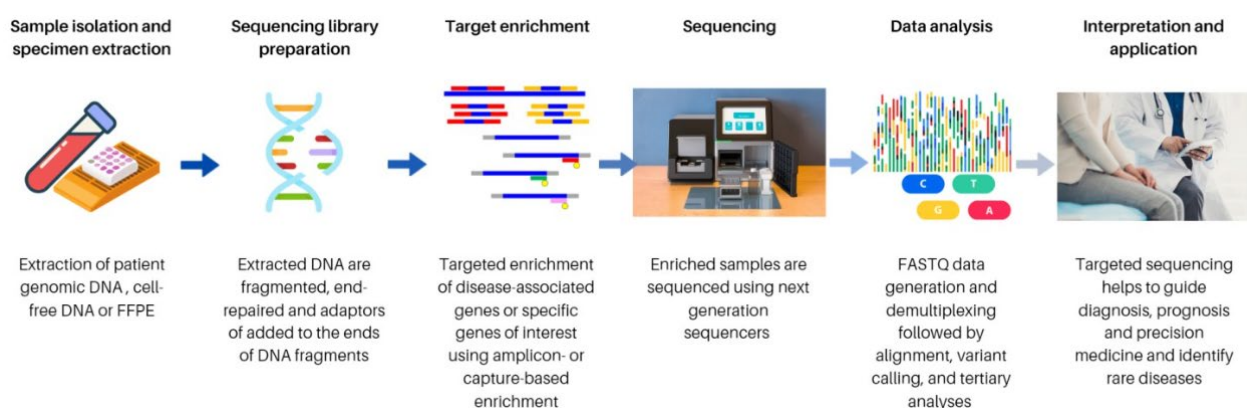 Sample isolation and
specimen extraction
Sequencing library
preparation
Target enrichment
Sequencing
Data analysis
Interpretation and
application
C
T
G
A
Extraction of patient
genomic DNA , cell-
free DNA or FFPE
Extracted DNA are
fragmented, end-
repaired and adaptors
of added to the ends
of DNA fragments
Targeted enrichment
of disease-associated
genes or specific
genes of interest
using amplicon- or
capture-based
enrichment
Enriched samples are
sequenced using next
generation
sequencers
FASTQ data
generation and
demultiplexing
followed by
alignment, variant
calling, and tertiary
analyses
Targeted sequencing
helps to guide
diagnosis, prognosis
and precision
medicine and identify
rare diseases